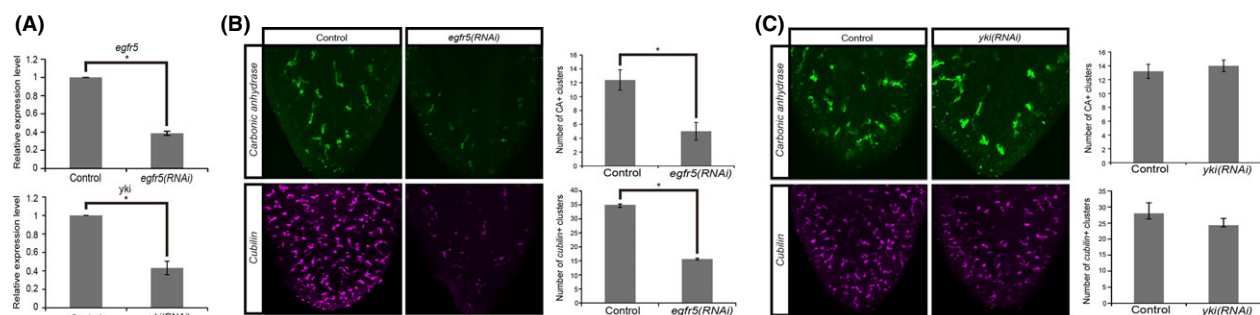 (A)
egfr5
*
Relative expression level
1.2
1
0.8
0.6
0.4
0.2
0
Control
egfr5(RNAi)
yki
*
Relative expression level
1.2
1
0.8
0.6
0.4
0.2
0
Control
yki(RNAi)
(B)
Control
egfr5(RNAi)
Carbonic anhydrase
Cubilin
*
Number of CA+ clusters
16
14
12
10
8
6
4
2
0
Control
egfr5(RNAi)
*
Number of cubilin+ clusters
40
35
30
25
20
15
10
5
0
Control
egfr5(RNAi)
(C)
Control
yki(RNAi)
Carbonic anhydrase
Cubilin
Number of CA+ clusters
16
14
12
10
8
6
4
2
0
Control
yki(RNAi)
Number of cubilin+ clusters
35
30
25
20
15
10
5
0
Control
yki(RNAi)